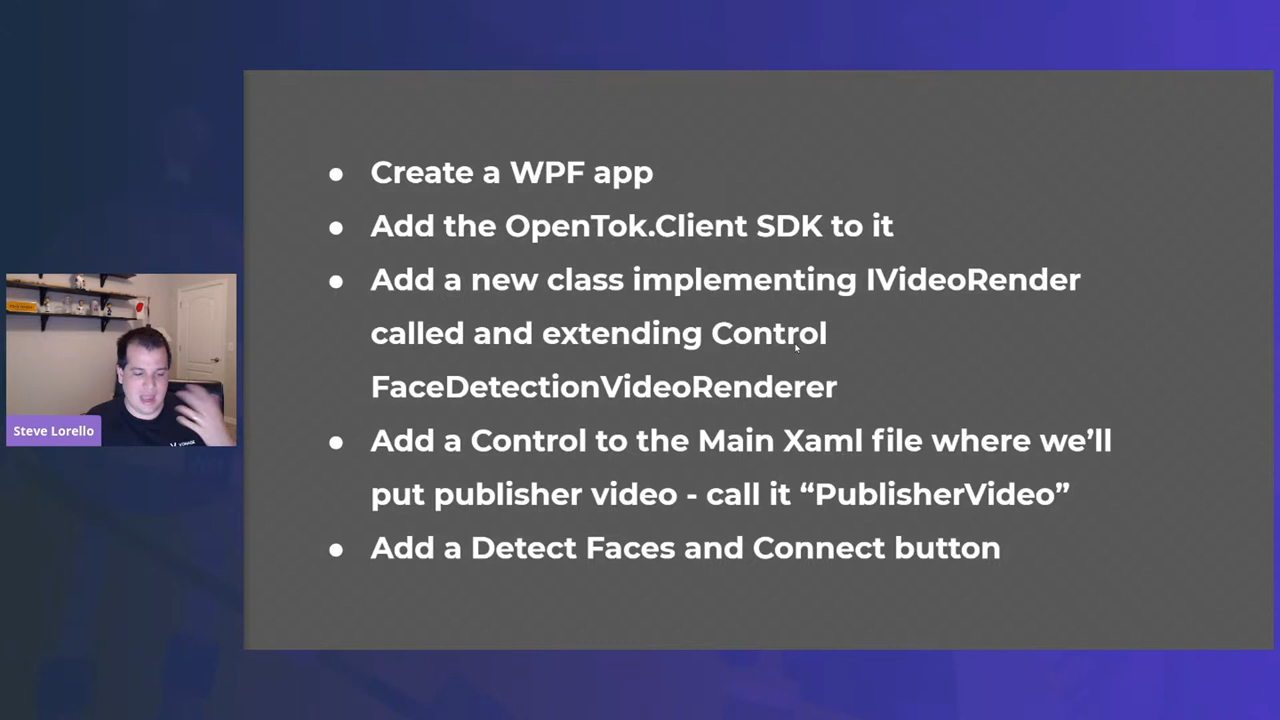 Create a WPF app
Add the OpenTok.Client SDK to it
Add a new class implementing IVideoRender
called and extending Control
FaceDetectionVideoRenderer
Add a Control to the Main Xaml file where we’ll
put publisher video - call it “PublisherVideo”
Add a Detect Faces and Connect button
Steve Lorello